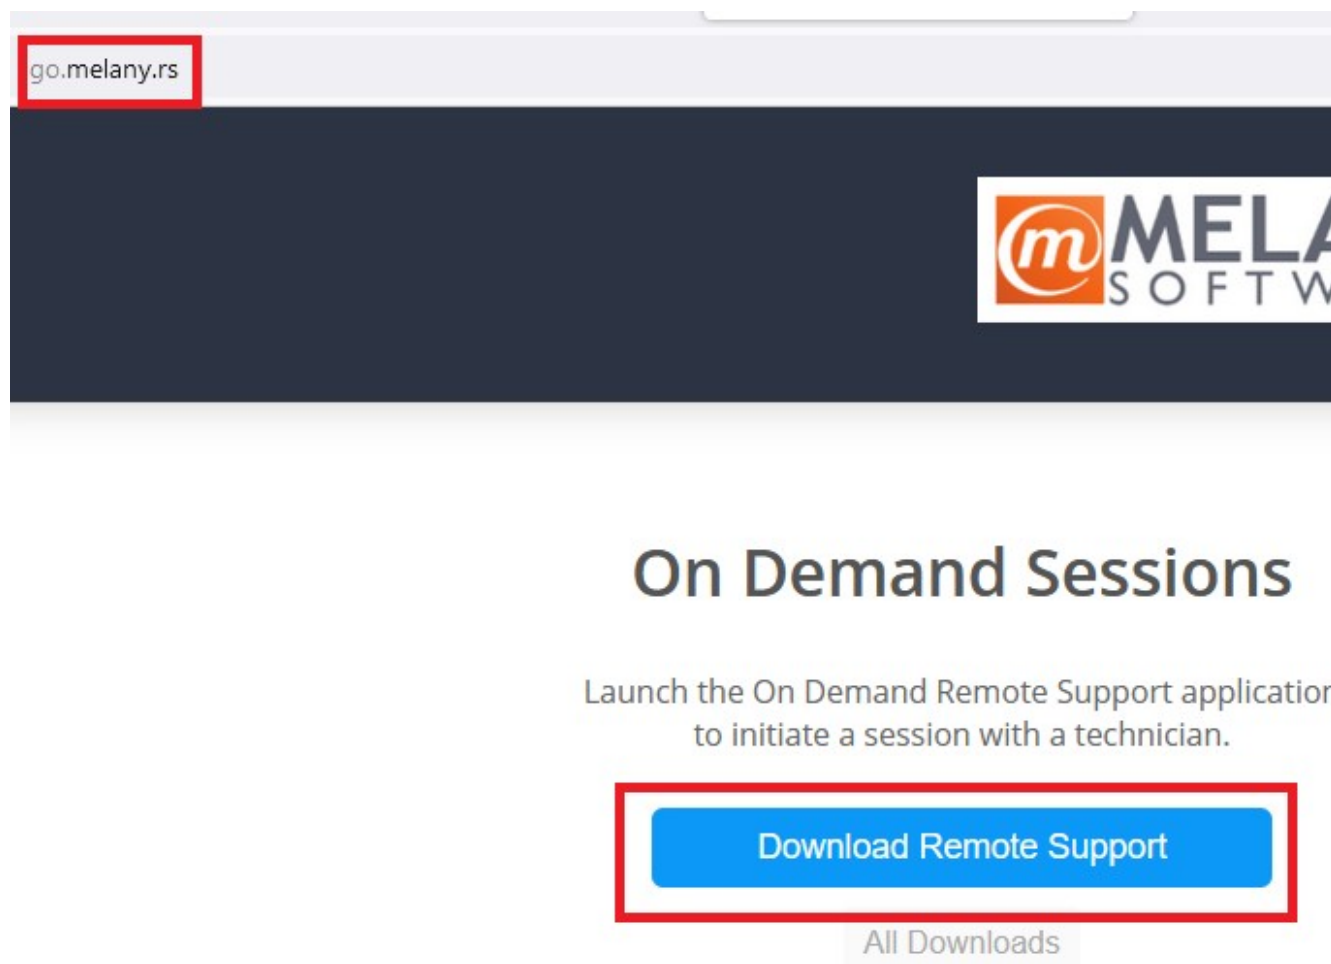 go.melany.rs
MELA
SOFTW
On Demand Sessions
Launch the On Demand Remote Support application
to initiate a session with a technician.
Download Remote Support
All Downloads